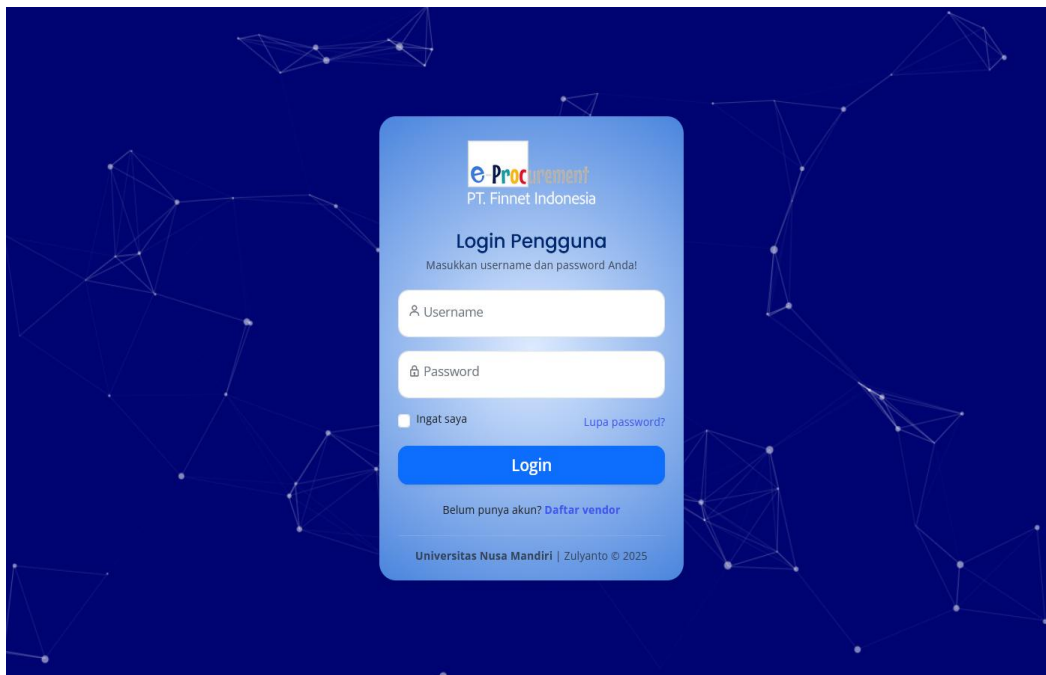 e-Procurement
PT. Finnet Indonesia
Login Pengguna
Masukkan username dan password Anda!
Username
Password
Ingat saya
Lupa password?
Login
Belum punya akun? Daftar vendor
Universitas Nusa Mandiri | Zulyanto © 2025